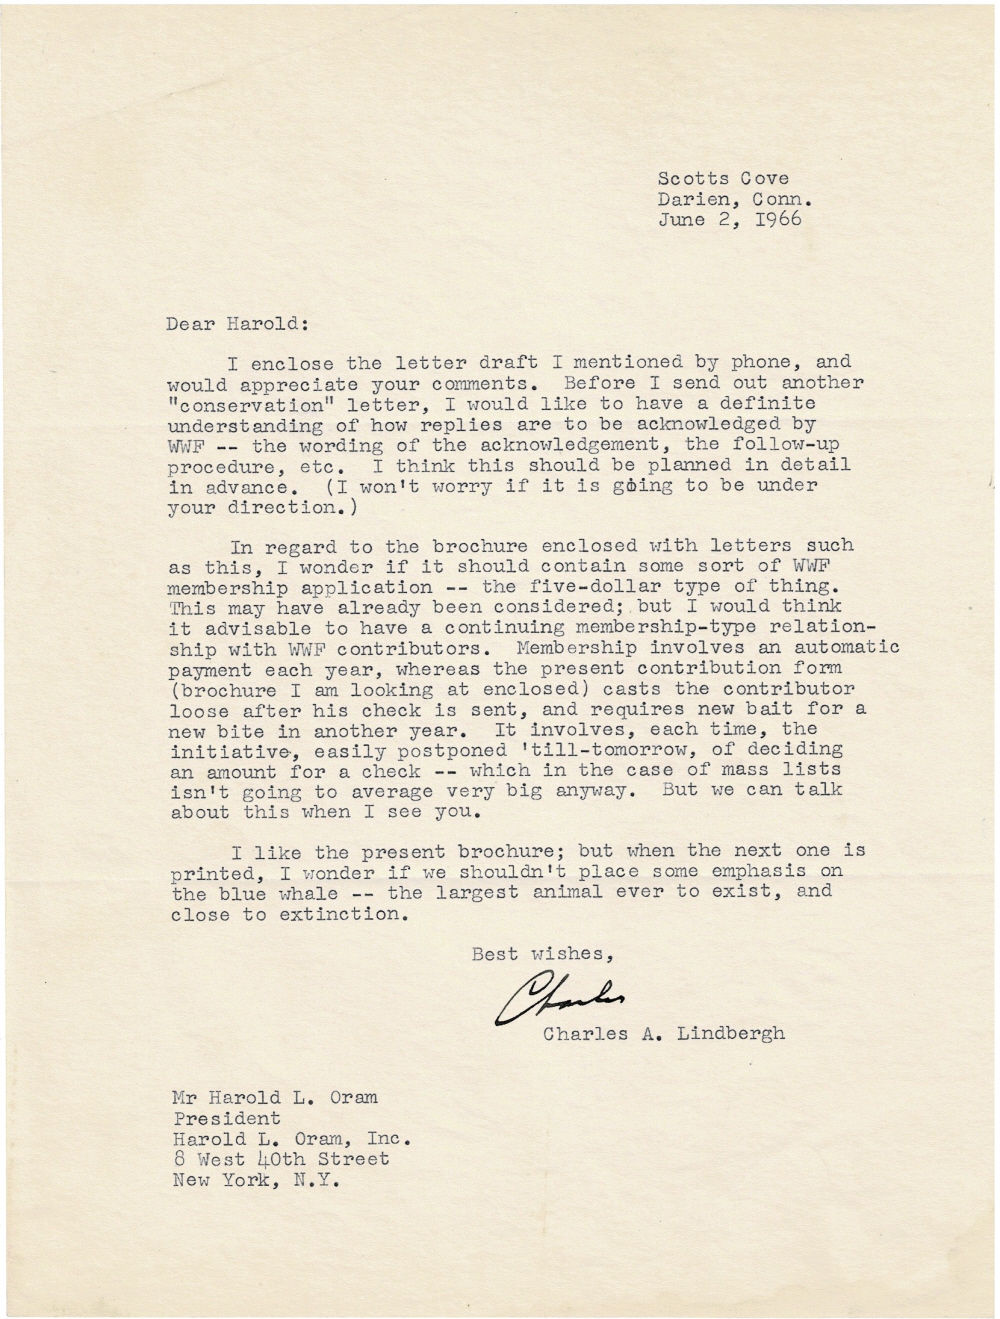 Scotts Cove
Darien, Conn.
June 2, 1966
Dear Harold:
I enclose the letter draft I mentioned by phone, and
would appreciate your comments. Before I send out another
"conservation" letter, I would like to have a definite
understanding of how replies are to be acknowledged by
WWF -- the wording of the acknowledgement, the follow-up
procedure, etc. I think this should be planned in detail
in advance. (I won't worry if it is going to be under
your direction.)
In regard to the brochure enclosed with letters such
as this, I wonder if it should contain some sort of WWF
membership application -- the five-dollar type of thing.
This may have already been considered; but I would think
it advisable to have a continuing membership-type relation-
ship with WWF contributors. Membership involves an automatic
payment each year, whereas the present contribution form
(brochure I am looking at enclosed) casts the contributor
loose after his check is sent, and requires new bait for a
new bite in another year. It involves, each time, the
initiative, easily postponed 'till-tomorrow, of deciding
an amount for a check -- which in the case of mass lists
isn't going to average very big anyway. But we can talk
about this when I see you.
I like the present brochure; but when the next one is
printed, I wonder if we shouldn't place some emphasis on
the blue whale -- the largest animal ever to exist, and
close to extinction.
Best wishes,
Charles
Charles A. Lindbergh
Mr Harold L. Oram
President
Harold L. Oram, Inc.
8 West 40th Street
New York, N.Y.